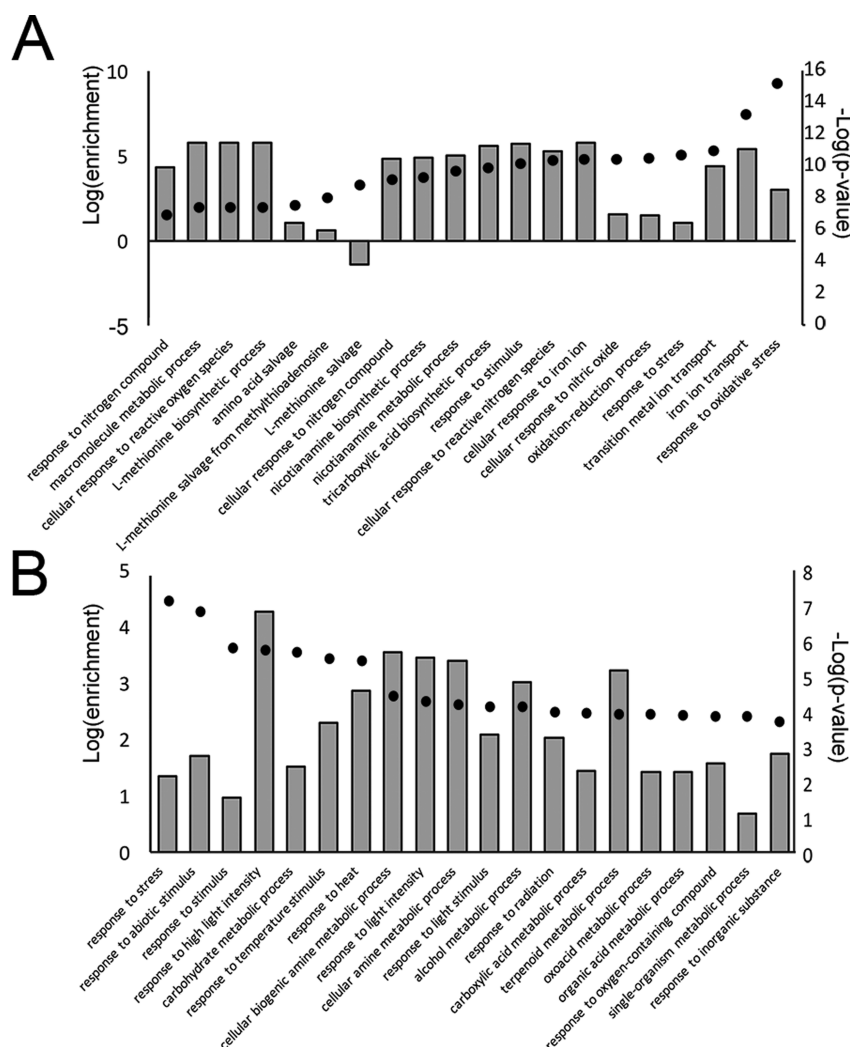 A
Log(enrichment)
10
5
0
-5
16
14
12
10
8
6
4
2
0
-Log(p-value)
response to nitrogen compound
macromolecule metabolic process
cellular response to reactive oxygen species
L-methionine biosynthetic process
amino acid salvage
L-methionine salvage from methylthioadenosine
L-methionine salvage
cellular response to nitrogen compound
nicotianamine biosynthetic process
nicotianamine metabolic process
tricarboxylic acid biosynthetic process
response to stimulus
cellular response to reactive nitrogen species
cellular response to iron ion
cellular response to nitric oxide
oxidation-reduction process
response to stress
transition metal ion transport
iron ion transport
response to oxidative stress
B
Log(enrichment)
5
4
3
2
1
0
8
7
6
5
4
3
2
1
0
-Log(p-value)
response to stress
response to abiotic stimulus
response to stimulus
response to high light intensity
carbohydrate metabolic process
response to temperature stimulus
response to heat
cellular biogenic amine metabolic process
response to light intensity
cellular amine metabolic process
response to light stimulus
alcohol metabolic process
response to radiation
carboxylic acid metabolic process
terpenoid metabolic process
oxoacid metabolic process
organic acid metabolic process
response to oxygen-containing compound
single-organism metabolic process
response to inorganic substance